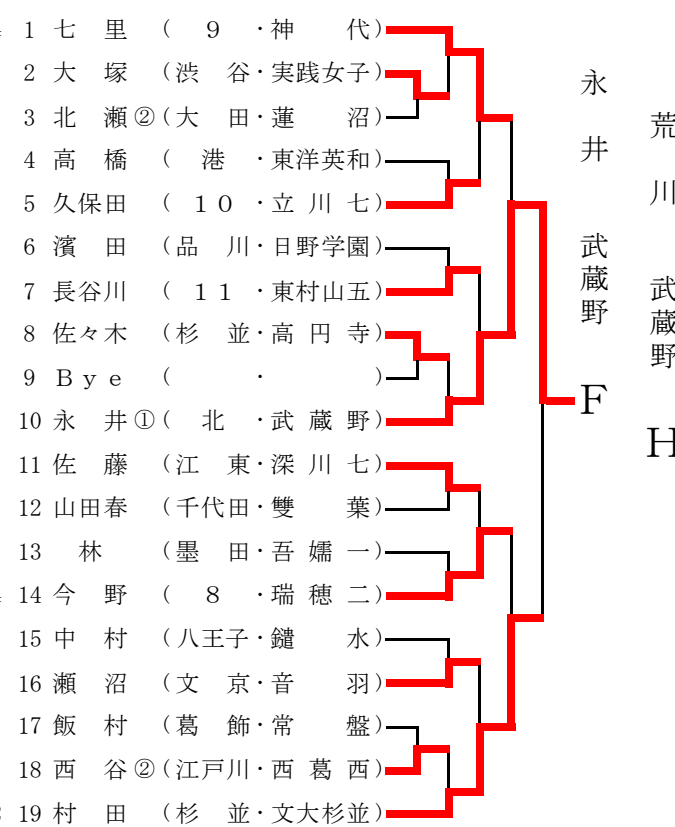 1 七里 ( 9 ・神代)
2 大塚 (渋谷・実践女子)
3 北瀬② (大田・蓮沼)
4 高橋 ( 港 ・東洋英和)
5 久保田 ( 10 ・立川七)
6 濱田 (品川・日野学園)
7 長谷川 ( 11 ・東村山五)
8 佐々木 (杉並・高円寺)
9 Bye ( ・ )
10 永井① ( 北 ・武蔵野)
11 佐藤 (江東・深川七)
12 山田春 (千代田・雙葉)
13 林 (墨田・吾嬬一)
14 今野 ( 8 ・瑞穂二)
15 中村 (八王子・鑓水)
16 瀬沼 (文京・音羽)
17 飯村 (葛飾・常盤)
18 西谷② (江戸川・西葛西)
19 村田 (杉並・文大杉並)
永井 武蔵野
F
荒川 武蔵野
H